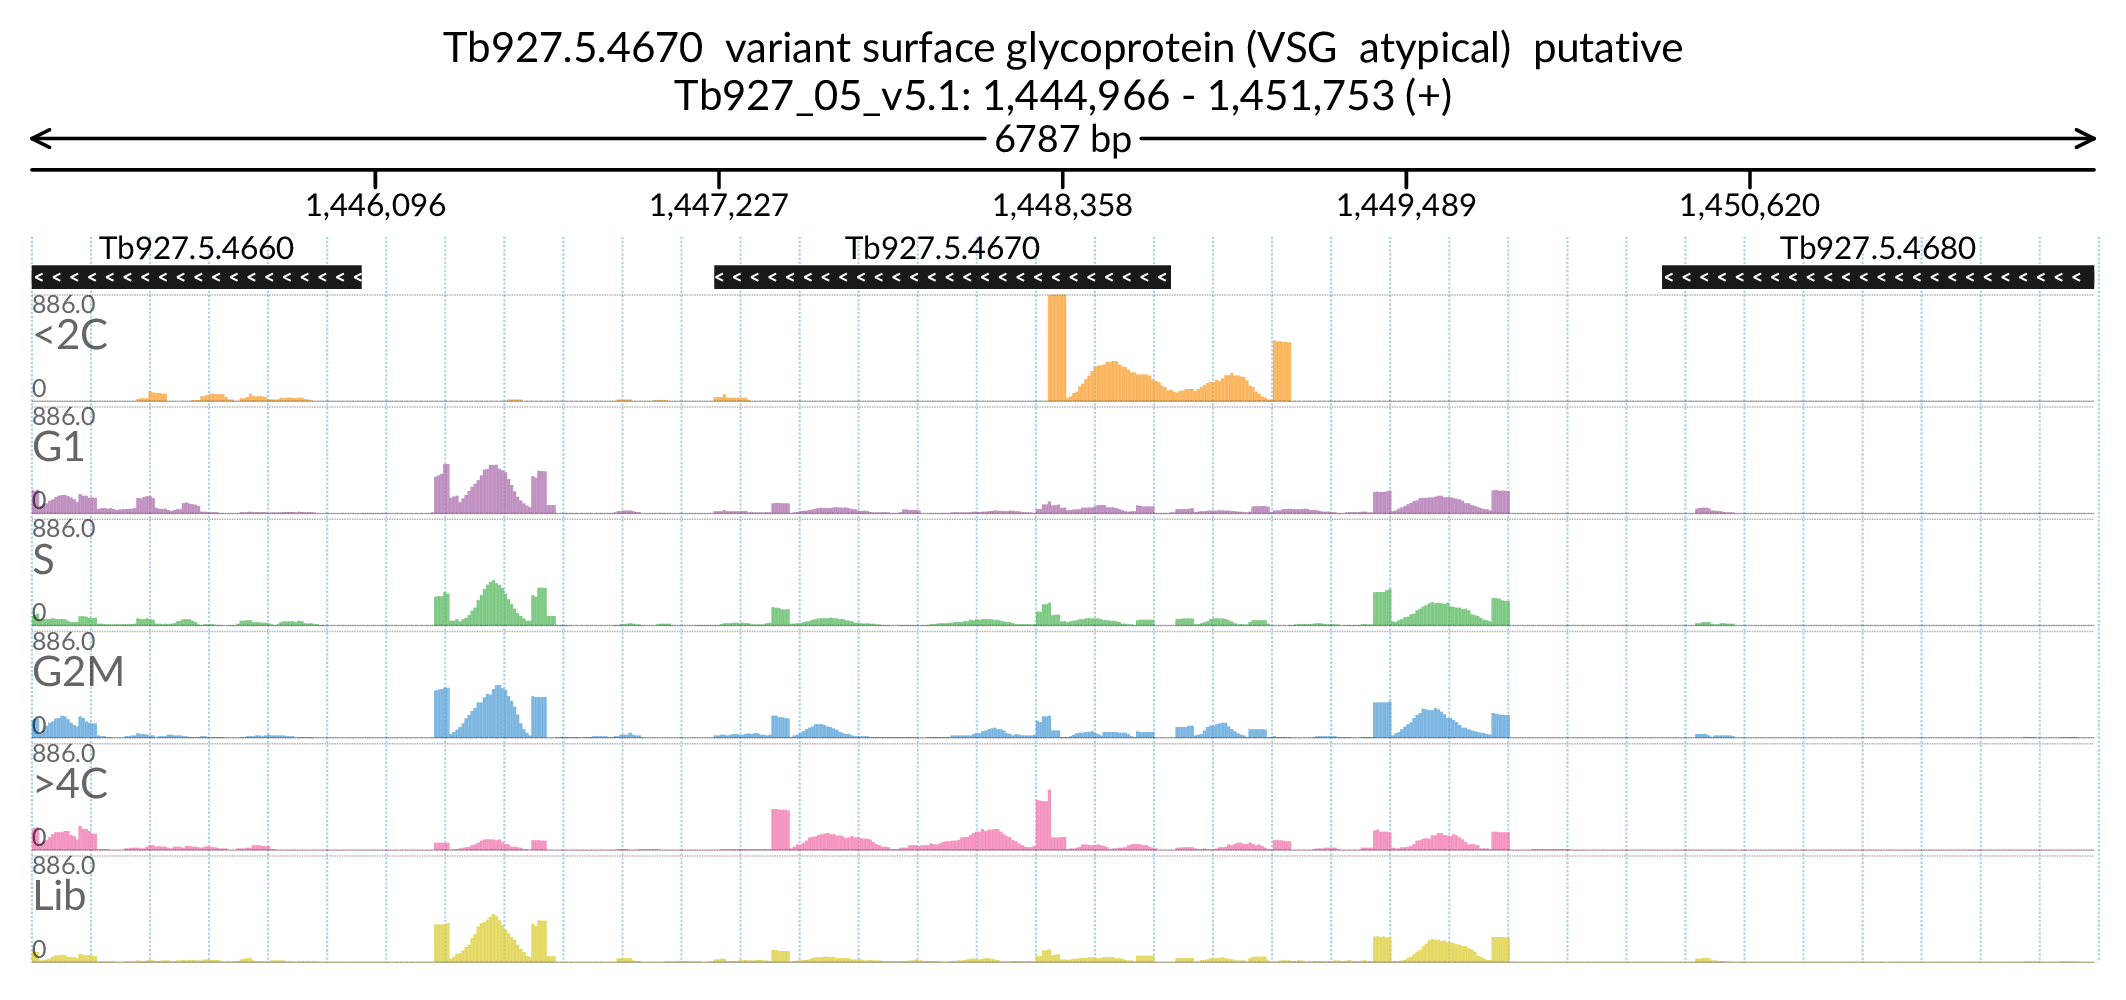 Tb927.5.4670 variant surface glycoprotein (VSG atypical) putative
Tb927_05_v5.1: 1,444,966 - 1,451,753 (+)
6787 bp
1,446,096 1,447,227 1,448,358 1,449,489 1,450,620
Tb927.5.4660 Tb927.5.4670 Tb927.5.4680
886.0
<2C
0
886.0
G1
0
886.0
S
0
886.0
G2M
0
886.0
>4C
0
886.0
Lib
0